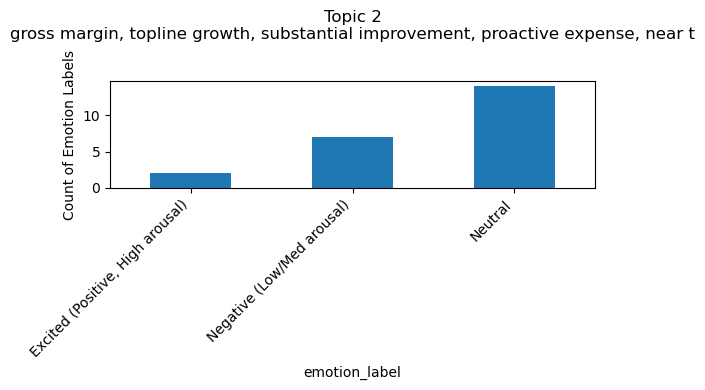 Topic 2
gross margin, topline growth, substantial improvement, proactive expense, near t
Count of Emotion Labels
10
5
0
Excited (Positive, High arousal)
Negative (Low/Med arousal)
Neutral
emotion_label